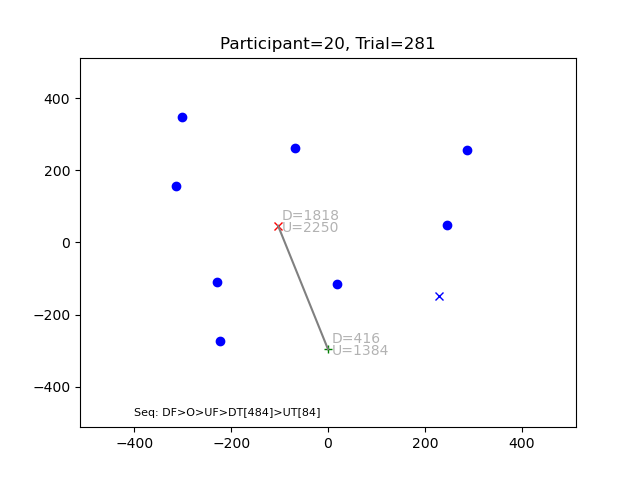 Participant=20, Trial=281
400
200
0
−200
−400
D=1818
U=2250
D=416
U=1384
Seq: DF>O>UF>DT[484]>UT[84]
−400
−200
0
200
400